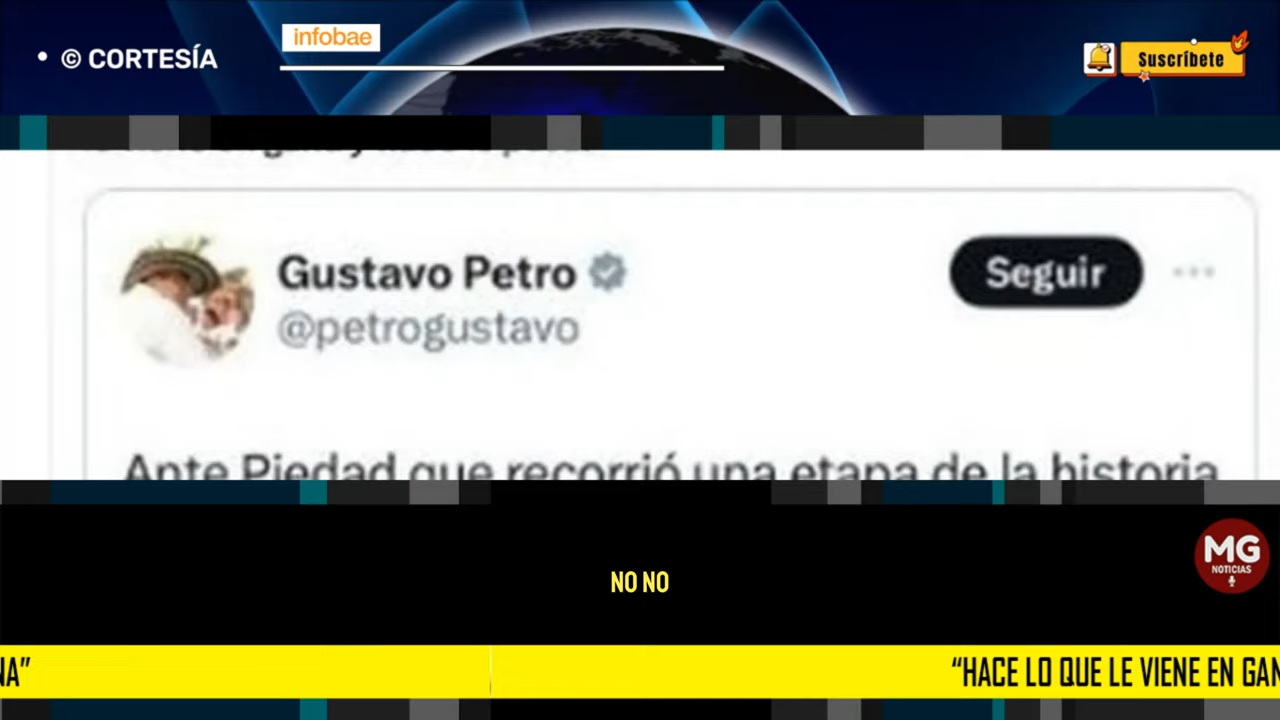 infobae
• © CORTESÍA
Suscríbete
Gustavo Petro
@petrogustavo
Seguir
Ante Piedad que recorrió una etapa de la historia
MG
NOTICIAS
NO NO
NA”
“HACE LO QUE LE VIENE EN GAN